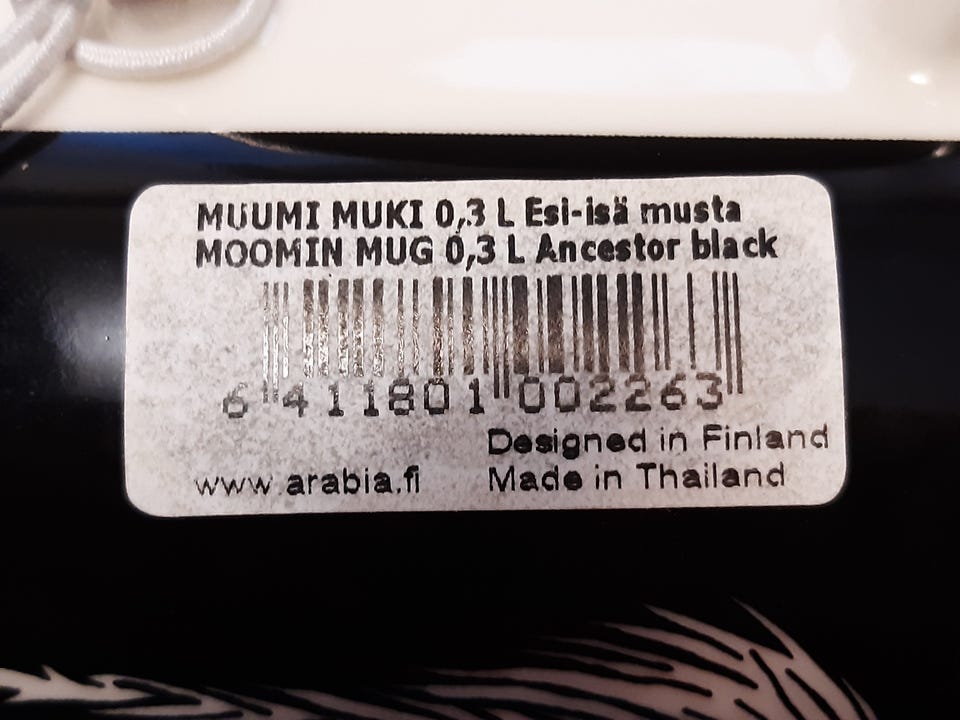 MUUMI MUKI 0,3 L Esi-isä musta
MOOMIN MUG 0,3 L Ancestor black
6 411801 002263
Designed in Finland
www.arabia.fi Made in Thailand